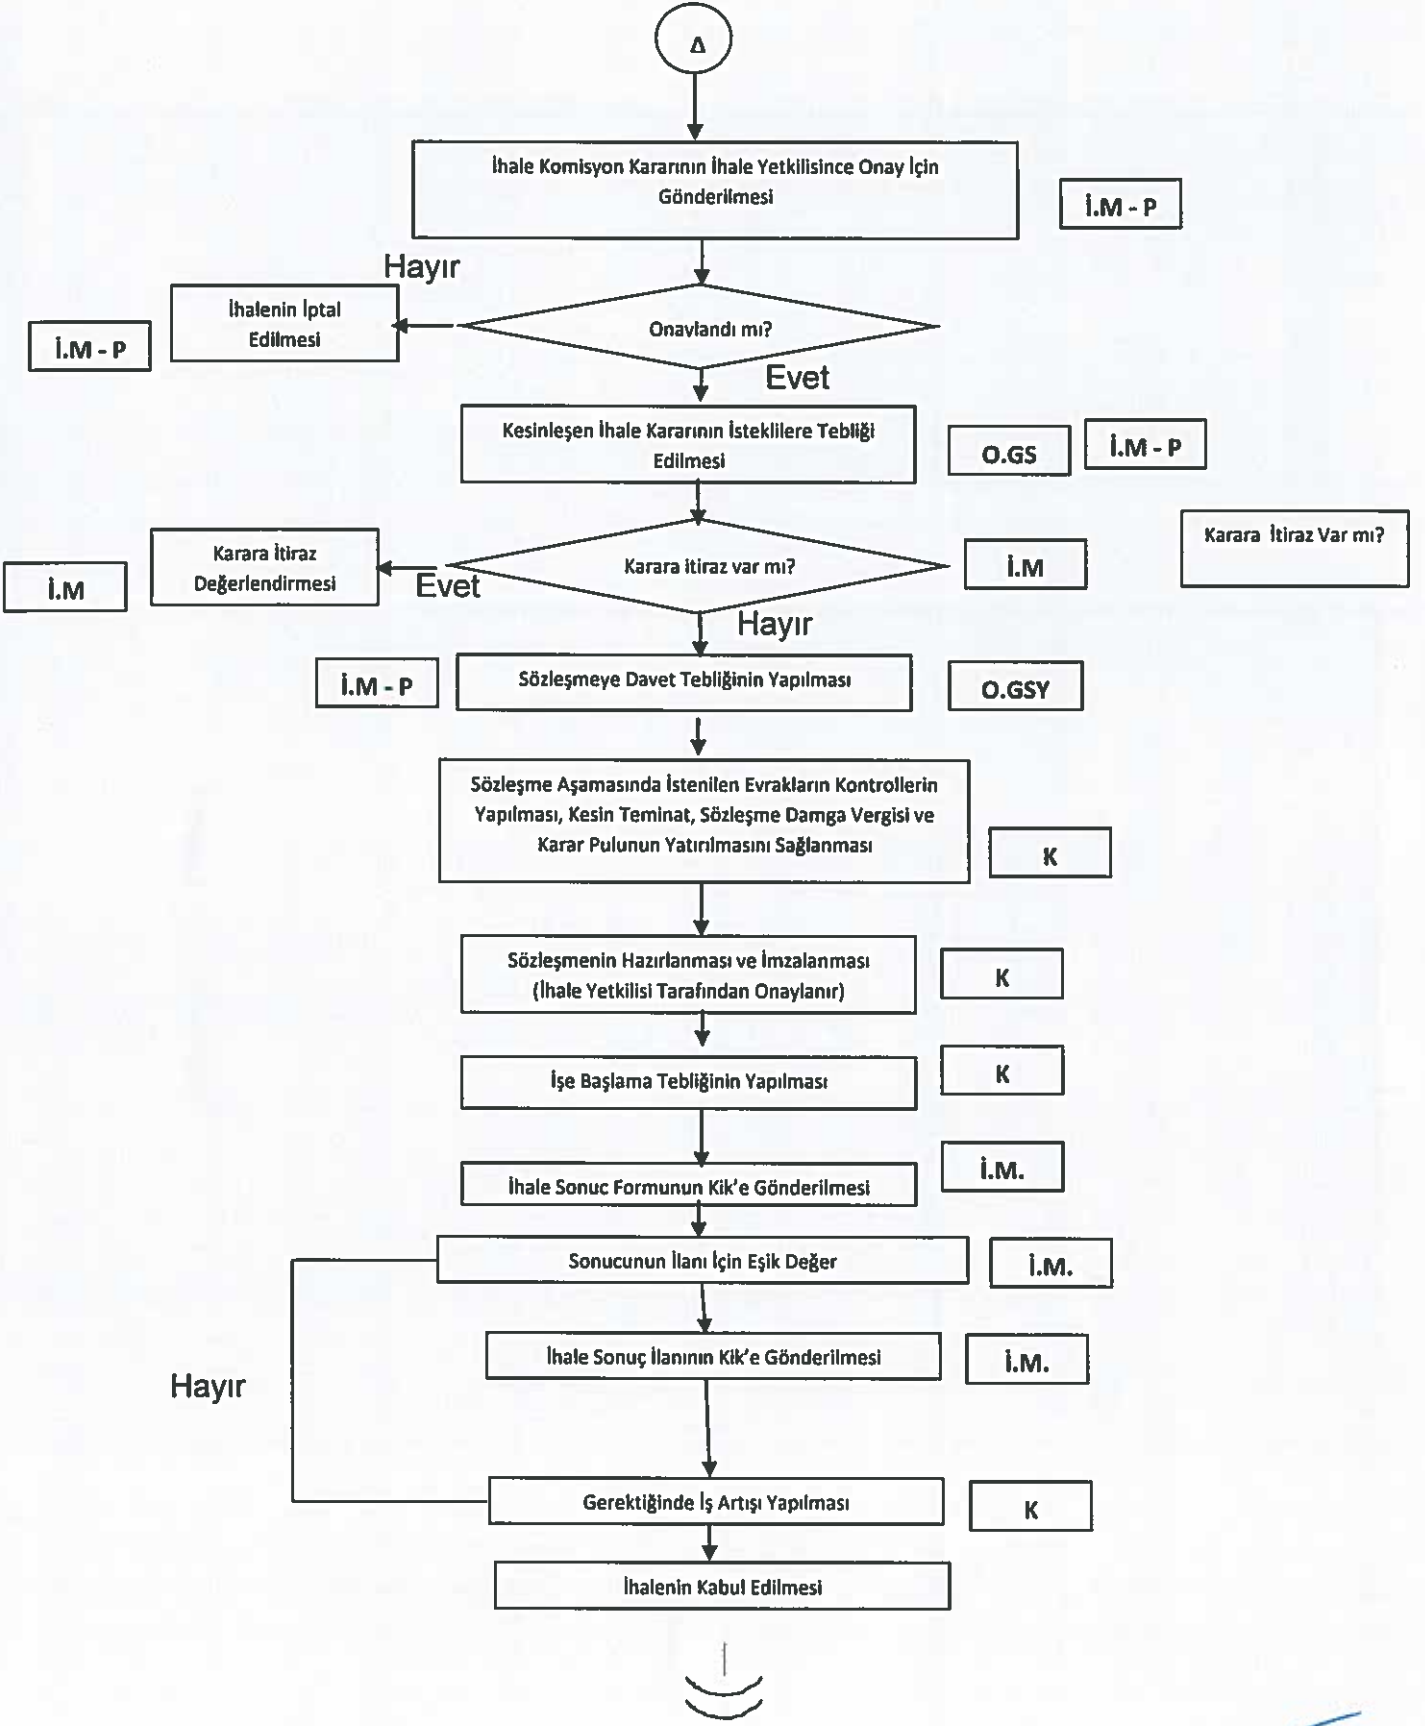 Δ
İhale Komisyon Kararının İhale Yetkilisince Onay İçin
Gönderilmesi
İ.M - P
Hayır
İhalenin İptal
Edilmesi
İ.M - P
Onavlandı mı?
Evet
Kesinleşen İhale Kararının İsteklilere Tebliği
Edilmesi
O.GS
İ.M - P
Karara İtiraz
Değerlendirmesi
İ.M
Evet
Karara itiraz var mı?
İ.M
Karara İtiraz Var mı?
Hayır
İ.M - P
Sözleşmeye Davet Tebliğinin Yapılması
O.GSY
Sözleşme Aşamasında İstenilen Evrakların Kontrollerin
Yapılması, Kesin Teminat, Sözleşme Damga Vergisi ve
Karar Pulunun Yatırılmasını Sağlanması
K
Sözleşmenin Hazırlanması ve İmzalanması
(İhale Yetkilisi Tarafından Onaylanır)
K
İşe Başlama Tebliğinin Yapılması
K
İhale Sonuc Formunun Kik'e Gönderilmesi
İ.M.
Sonucunun İlanı İçin Eşik Değer
İ.M.
İhale Sonuç İlanının Kik'e Gönderilmesi
İ.M.
Hayır
Gerektiğinde İş Artışı Yapılması
K
İhalenin Kabul Edilmesi